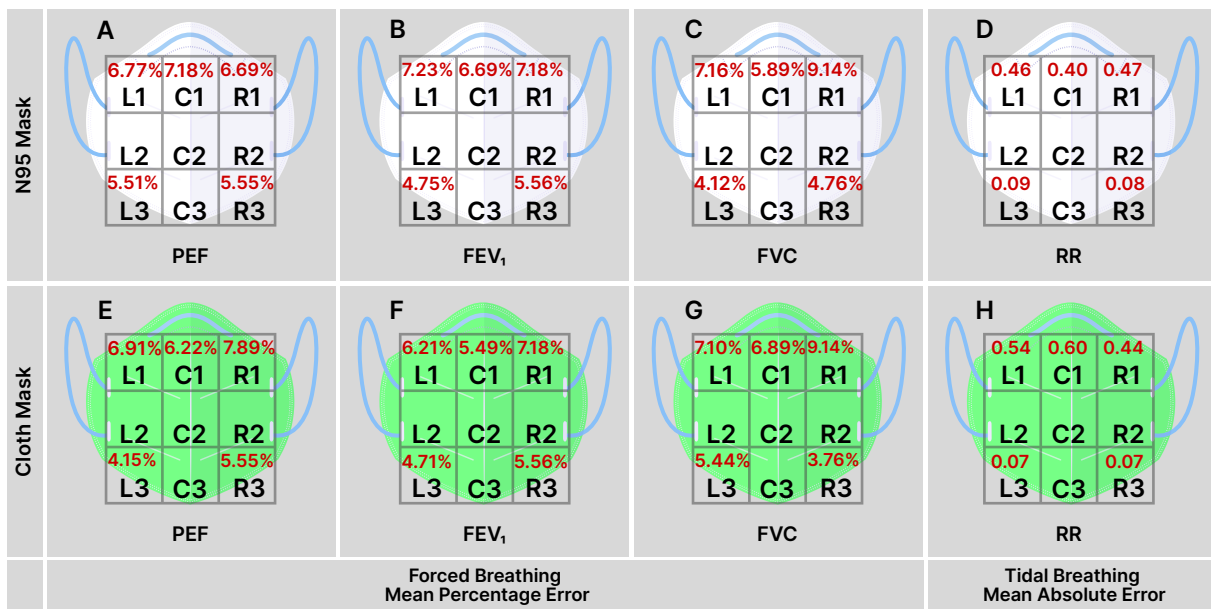 N95 Mask
A
6.77% 7.18% 6.69%
L1 C1 R1
L2 C2 R2
5.51% 5.55%
L3 C3 R3
PEF
B
7.23% 6.69% 7.18%
L1 C1 R1
L2 C2 R2
4.75% 5.56%
L3 C3 R3
FEV₁
C
7.16% 5.89% 9.14%
L1 C1 R1
L2 C2 R2
4.12% 4.76%
L3 C3 R3
FVC
D
0.46 0.40 0.47
L1 C1 R1
L2 C2 R2
0.09 0.08
L3 C3 R3
RR
Cloth Mask
E
6.91% 6.22% 7.89%
L1 C1 R1
L2 C2 R2
4.15% 5.55%
L3 C3 R3
PEF
F
6.21% 5.49% 7.18%
L1 C1 R1
L2 C2 R2
4.71% 5.56%
L3 C3 R3
FEV₁
G
7.10% 6.89% 9.14%
L1 C1 R1
L2 C2 R2
5.44% 3.76%
L3 C3 R3
FVC
H
0.54 0.60 0.44
L1 C1 R1
L2 C2 R2
0.07 0.07
L3 C3 R3
RR
Forced Breathing
Mean Percentage Error
Tidal Breathing
Mean Absolute Error